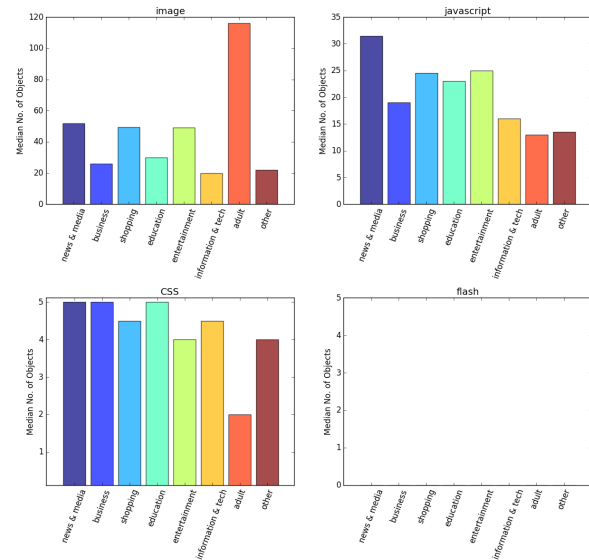 image
Median No. of Objects
120
100
80
60
40
20
0
news & media
business
shopping
education
entertainment
information & tech
adult
other
javascript
Median No. of Objects
35
30
25
20
15
10
5
0
news & media
business
shopping
education
entertainment
information & tech
adult
other
CSS
Median No. of Objects
5
4
3
2
1
news & media
business
shopping
education
entertainment
information & tech
adult
other
flash
Median No. of Objects
5
4
3
2
1
0
news & media
business
shopping
education
entertainment
information & tech
adult
other